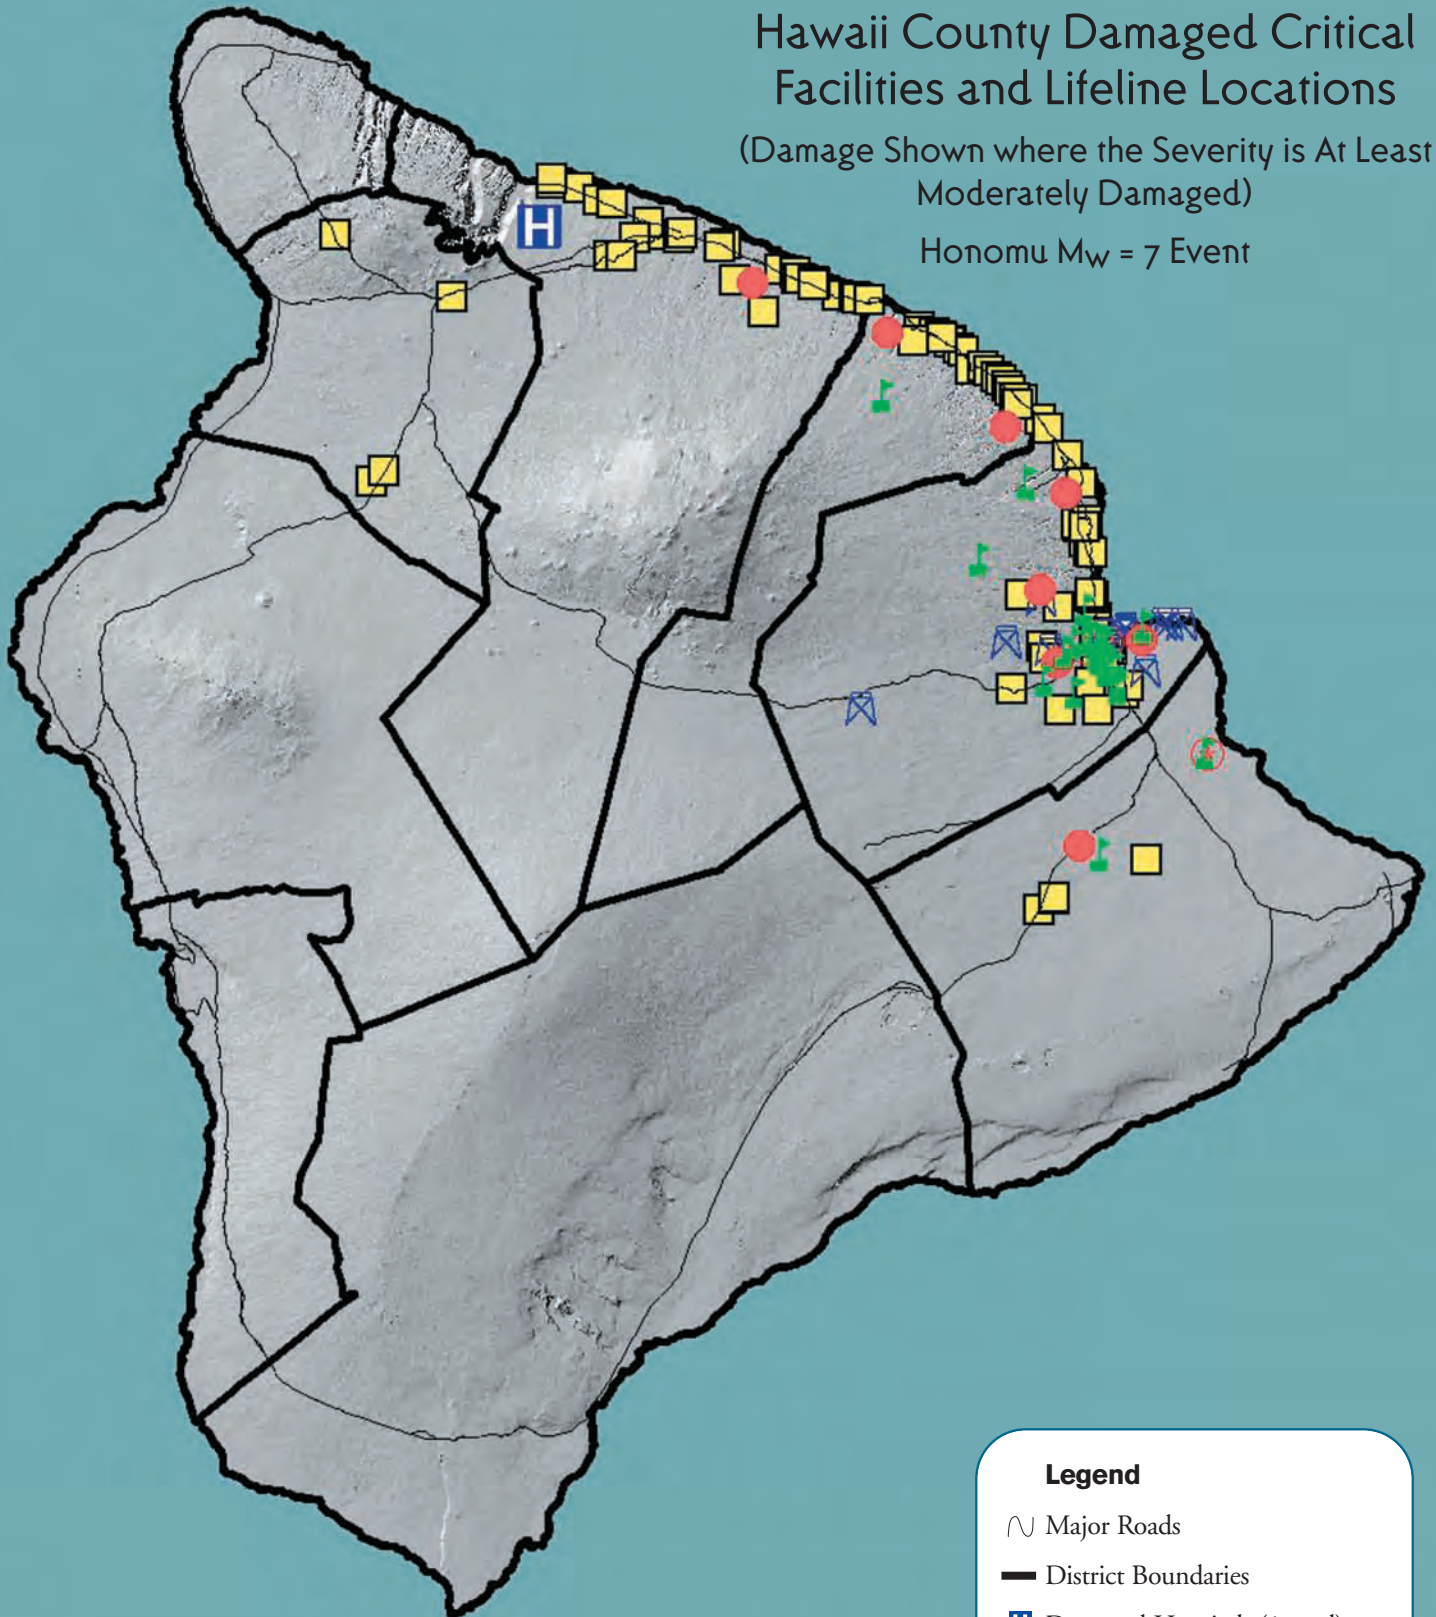 Hawaii County Damaged Critical
Facilities and Lifeline Locations
(Damage Shown where the Severity is At Least
Moderately Damaged)
Honomu Mw = 7 Event
H
Legend
Major Roads
District Boundaries